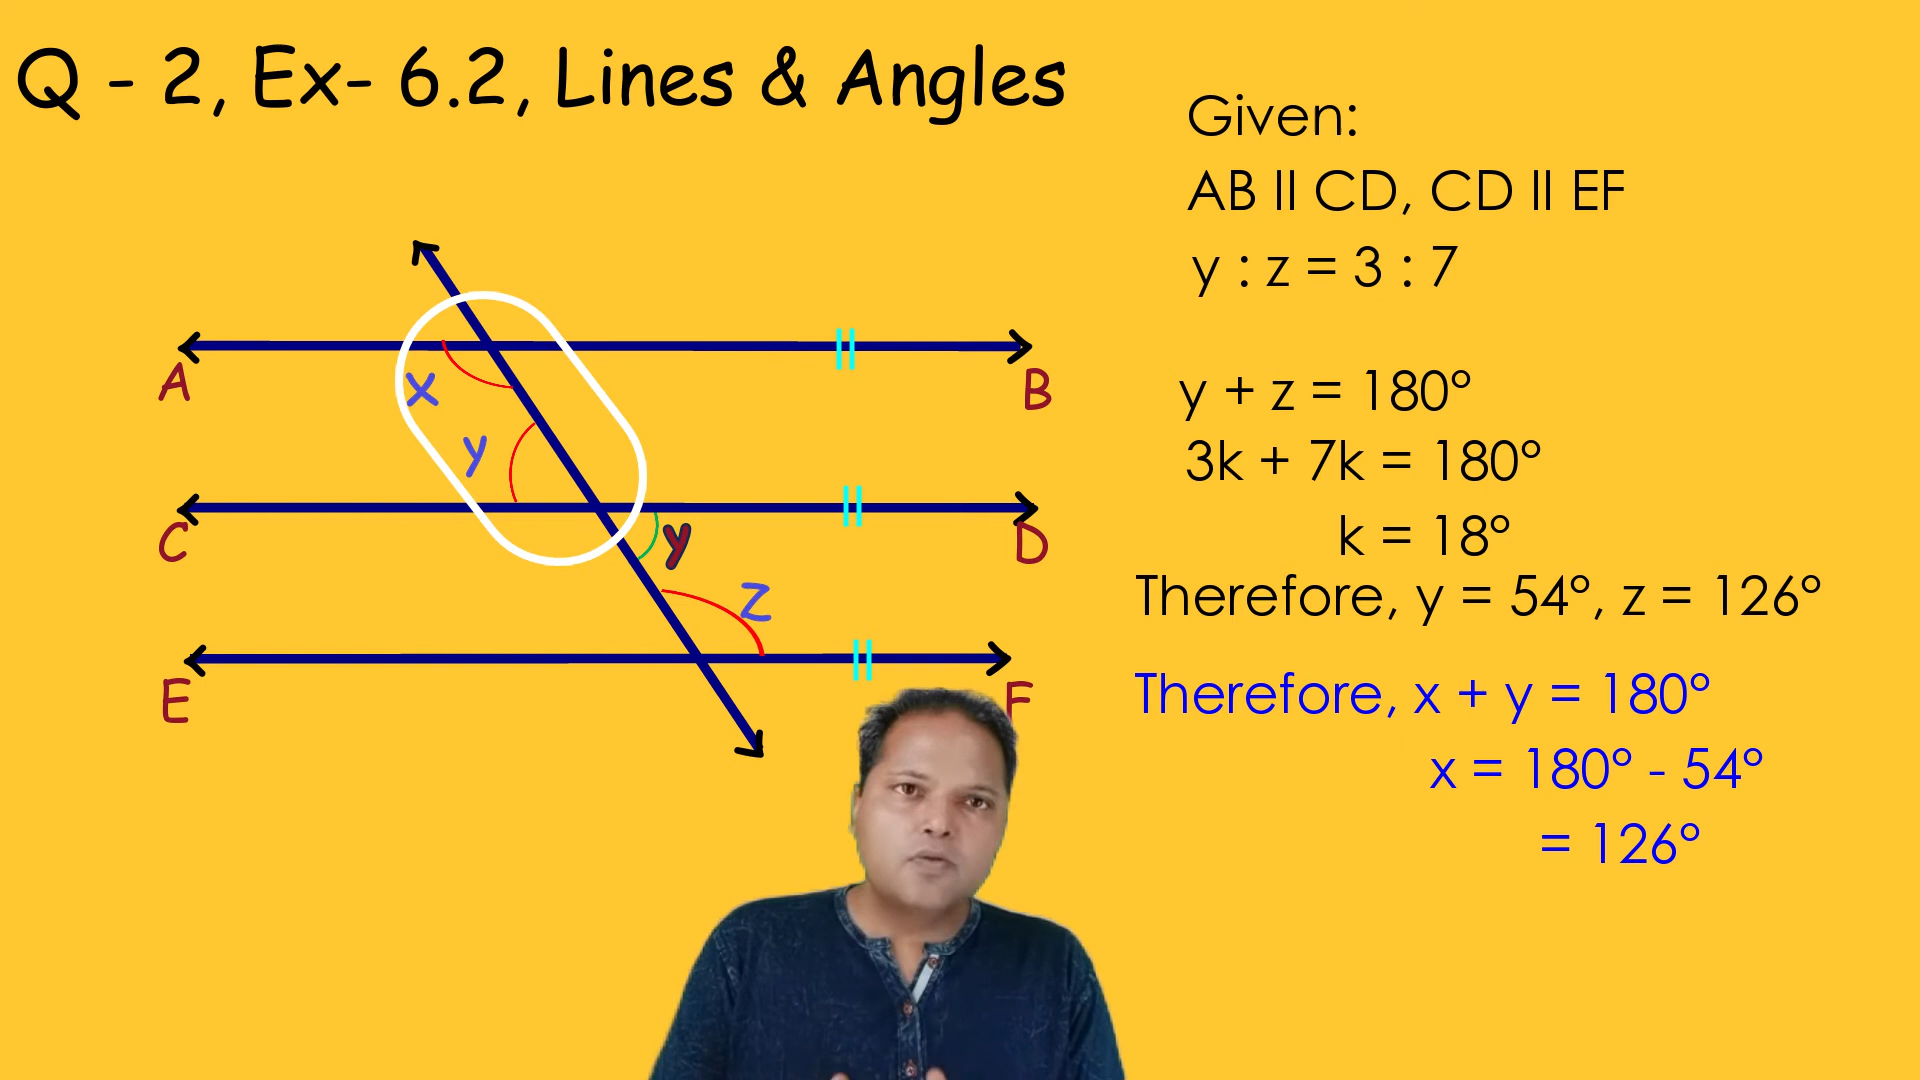 Q - 2, Ex- 6.2, Lines & Angles
Given:
AB II CD, CD II EF
y : z = 3 : 7
y + z = 180°
3k + 7k = 180°
k = 18°
Therefore, y = 54°, z = 126°
Therefore, x + y = 180°
x = 180° - 54°
= 126°
A
x
B
y
C
y
D
z
E
F